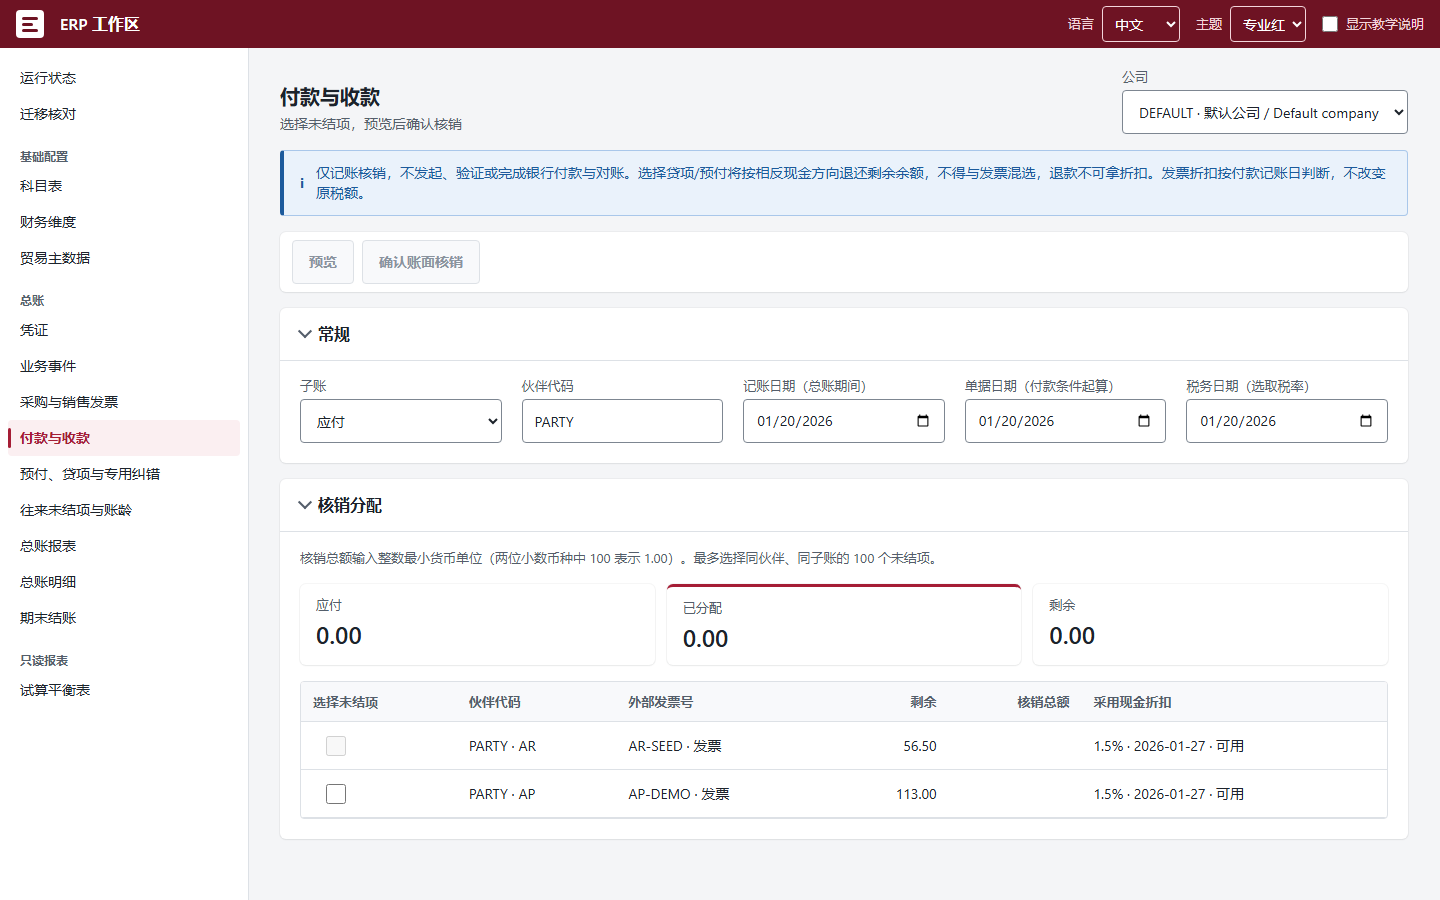 ERP 工作区
语言
中文
主题
专业红
显示教学说明
运行状态
迁移核对
基础配置
科目表
财务维度
贸易主数据
总账
凭证
业务事件
采购与销售发票
付款与收款
预付、贷项与专用纠错
往来未结项与账龄
总账报表
总账明细
期末结账
只读报表
试算平衡表
付款与收款
选择未结项，预览后确认核销
公司
DEFAULT · 默认公司 / Default company
仅记账核销，不发起、验证或完成银行付款与对账。选择贷项/预付将按相反现金方向退还剩余余额，不得与发票混选，退款不可拿折扣。发票折扣按付款记账日判断，不改变
原税额。
预览
确认账面核销
常规
子账
伙伴代码
记账日期（总账期间）
单据日期（付款条件起算）
税务日期（选取税率）
应付
PARTY
01/20/2026
01/20/2026
01/20/2026
核销分配
核销总额输入整数最小货币单位（两位小数币种中 100 表示 1.00）。最多选择同伙伴、同子账的 100 个未结项。
应付
0.00
已分配
0.00
剩余
0.00
选择未结项 伙伴代码 外部发票号 剩余 核销总额 采用现金折扣
PARTY · AR AR-SEED · 发票 56.50 1.5% · 2026-01-27 · 可用
PARTY · AP AP-DEMO · 发票 113.00 1.5% · 2026-01-27 · 可用